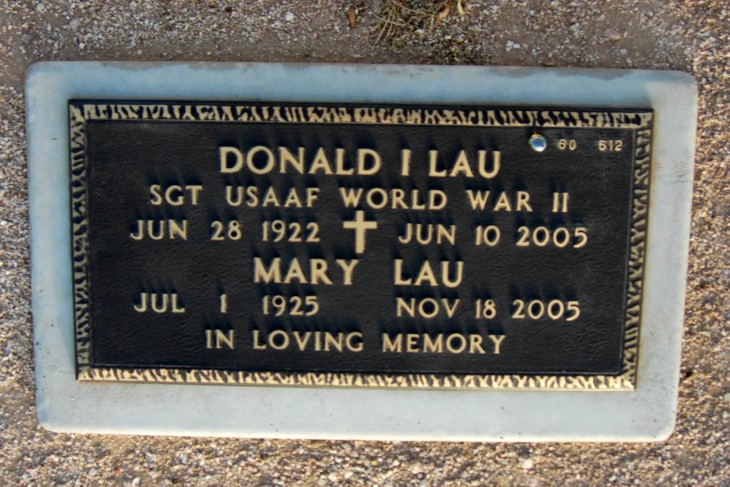 60 512
DONALD I LAU
SGT USAAF WORLD WAR II
JUN 28 1922 JUN 10 2005
MARY LAU
JUL 1 1925 NOV 18 2005
IN LOVING MEMORY